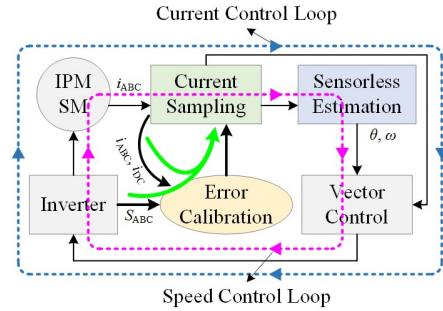 Current Control Loop
IPM
SM
iABC
Current
Sampling
Sensorless
Estimation
iABC, iDC
θ, ω
Inverter
SABC
Error
Calibration
Vector
Control
Speed Control Loop